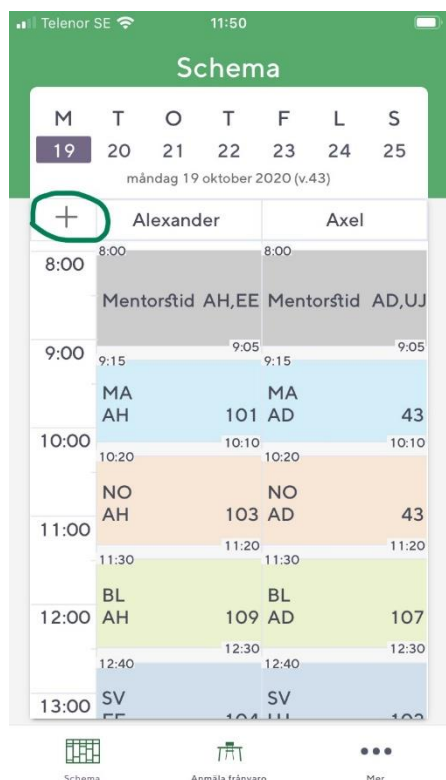 Telenor SE 11:50
Schema
M T O T F L S
19 20 21 22 23 24 25
måndag 19 oktober 2020 (v.43)
+ Alexander Axel
8:00 8:00
8:00
Mentorstid AH,EE Mentorstid AD,UJ
9:05 9:05
9:00
9:15 9:15
MA MA
AH 101 AD 43
10:00 10:10 10:10
10:20 10:20
NO NO
AH 103 AD 43
11:00
11:20 11:20
11:30 11:30
BL BL
12:00 AH 109 AD 107
12:30 12:30
12:40 12:40
SV SV
13:00 EE 104 UJ 102
Schema Anmäla frånvaro Mer